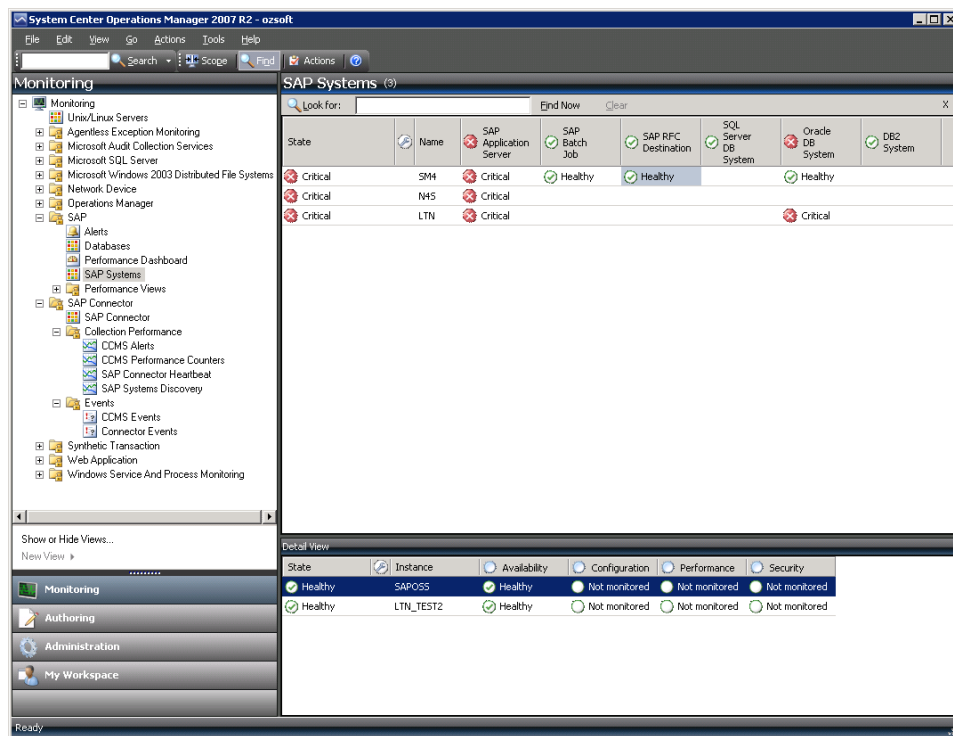 System Center Operations Manager 2007 R2 - ozsoft
File Edit View Go Actions Tools Help
Search Scope Find Actions
Monitoring
Monitoring
Unix/Linux Servers
Agentless Exception Monitoring
Microsoft Audit Collection Services
Microsoft SQL Server
Microsoft Windows 2003 Distributed File Systems
Network Device
Operations Manager
SAP
Alerts
Databases
Performance Dashboard
SAP Systems
Performance Views
SAP Connector
SAP Connector
Collection Performance
CCMS Alerts
CCMS Performance Counters
SAP Connector Heartbeat
SAP Systems Discovery
Events
CCMS Events
Connector Events
Synthetic Transaction
Web Application
Windows Service And Process Monitoring
Show or Hide Views...
New View
Monitoring
Authoring
Administration
My Workspace
SAP Systems (3)
Look for: Find Now Clear X
State Name SAP Application Server SAP Batch Job SAP RFC Destination SQL Server DB System Oracle DB System DB2 System
Critical SM4 Critical Healthy Healthy Healthy
Critical N4S Critical
Critical LTN Critical Critical
Detail View
State Instance Availability Configuration Performance Security
Healthy SAPOSS Healthy Not monitored Not monitored Not monitored
Healthy LTN_TEST2 Healthy Not monitored Not monitored Not monitored
Ready